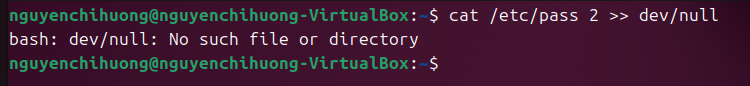 nguyenchihuong@nguyenchihuong-VirtualBox:~$ cat /etc/pass 2 >> dev/null
bash: dev/null: No such file or directory
nguyenchihuong@nguyenchihuong-VirtualBox:~$